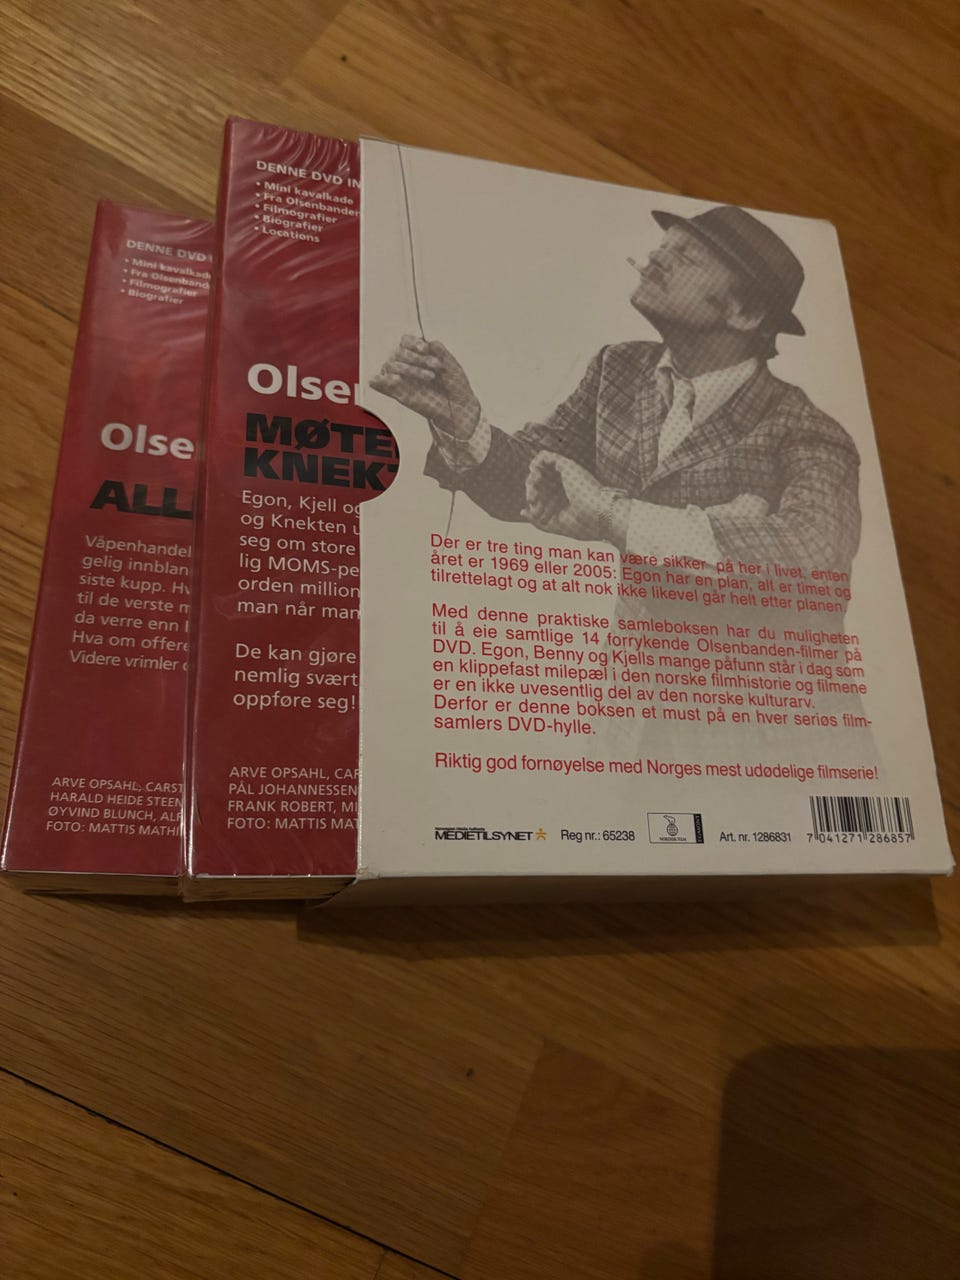 DENNE DVD
• Mini kavalkade
• Fra Olsenband
• Filmografier
• Biografier
Olse
ALL
Våpenhandel
gelig innblan
siste kupp. Hv
til de verste m
da verre enn
Hva om offere
Videre vrimler
ARVE OPSAHL, CARST
HARALD HEIDE STEEN
ØYVIND BLUNCH, ALF
FOTO: MATTIS MATHI
DENNE DVD IN
• Mini kavalkade
• Fra Olsenbanden
• Filmografier
• Biografier
• Locations
Olsen
MØTE
KNEKT
Egon, Kjell og
og Knekten u
seg om store
lig MOMS-pe
orden million
man når man
De kan gjøre
nemlig svært
oppføre seg!
ARVE OPSAHL, CAR
PÅL JOHANNESSEN
FRANK ROBERT, MI
FOTO: MATTIS MAT
Der er tre ting man kan være sikker på her i livet, enten
året er 1969 eller 2005: Egon har en plan, alt er timet og
tilrettelagt og at alt nok ikke likevel går helt etter planen.
Med denne praktiske samleboksen har du muligheten
til å eie samtlige 14 forrykende Olsenbanden-filmer på
DVD. Egon, Benny og Kjells mange påfunn står i dag som
en klippefast milepæl i den norske filmhistorie og filmene
er en ikke uvesentlig del av den norske kulturarv.
Derfor er denne boksen et must på en hver seriøs film-
samlers DVD-hylle.
Riktig god fornøyelse med Norges mest udødelige filmserie!
MEDIETILSYNET
Reg nr.: 65238
NORDISK FILM
EGMONT
Art. nr. 1286831
7 041271 286857